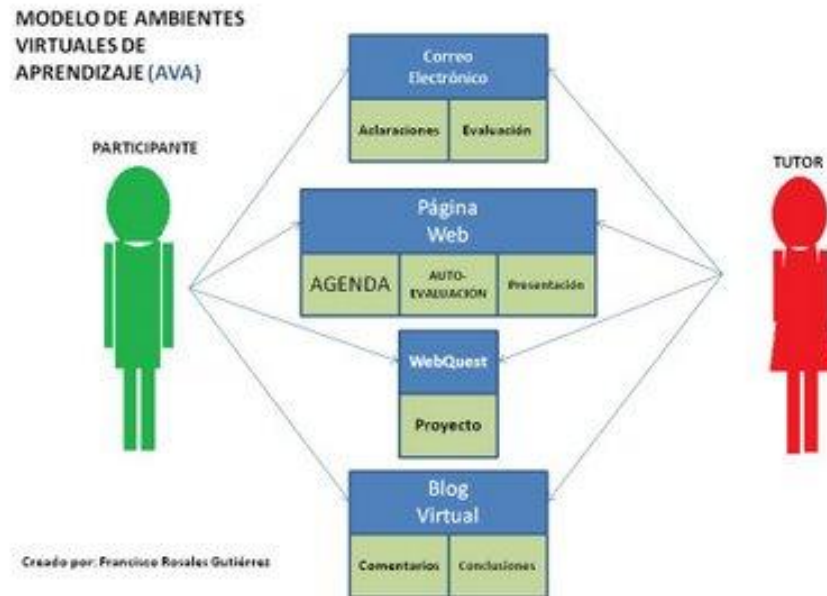 MODELO DE AMBIENTES
VIRTUALES DE
APRENDIZAJE (AVA)
PARTICIPANTE
TUTOR
Correo
Electrónico
Aclaraciones
Evaluación
Página
Web
AGENDA
AUTO-
EVALUACIÓN
Presentación
WebQuest
Proyecto
Blog
Virtual
Comentarios
Conclusiones
Creado por: Francisco Rosales Gutiérrez